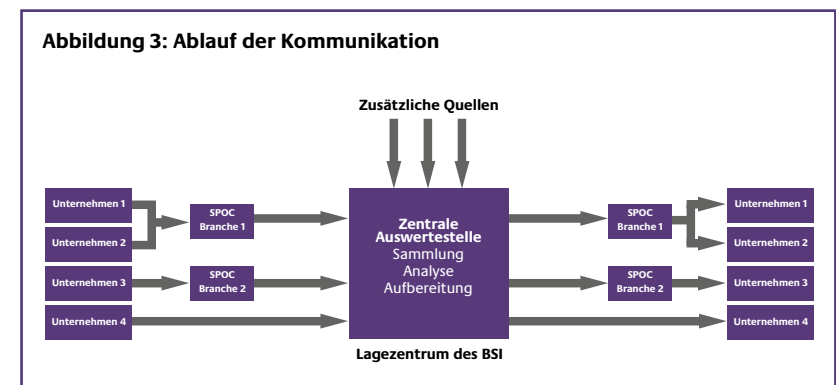 Abbildung 3: Ablauf der Kommunikation
Zusätzliche Quellen
Unternehmen 1
Unternehmen 2
Unternehmen 3
Unternehmen 4
SPOC
Branche 1
SPOC
Branche 2
Zentrale
Auswertestelle
Sammlung
Analyse
Aufbereitung
Lagezentrum des BSI
SPOC
Branche 1
SPOC
Branche 2
Unternehmen 1
Unternehmen 2
Unternehmen 3
Unternehmen 4